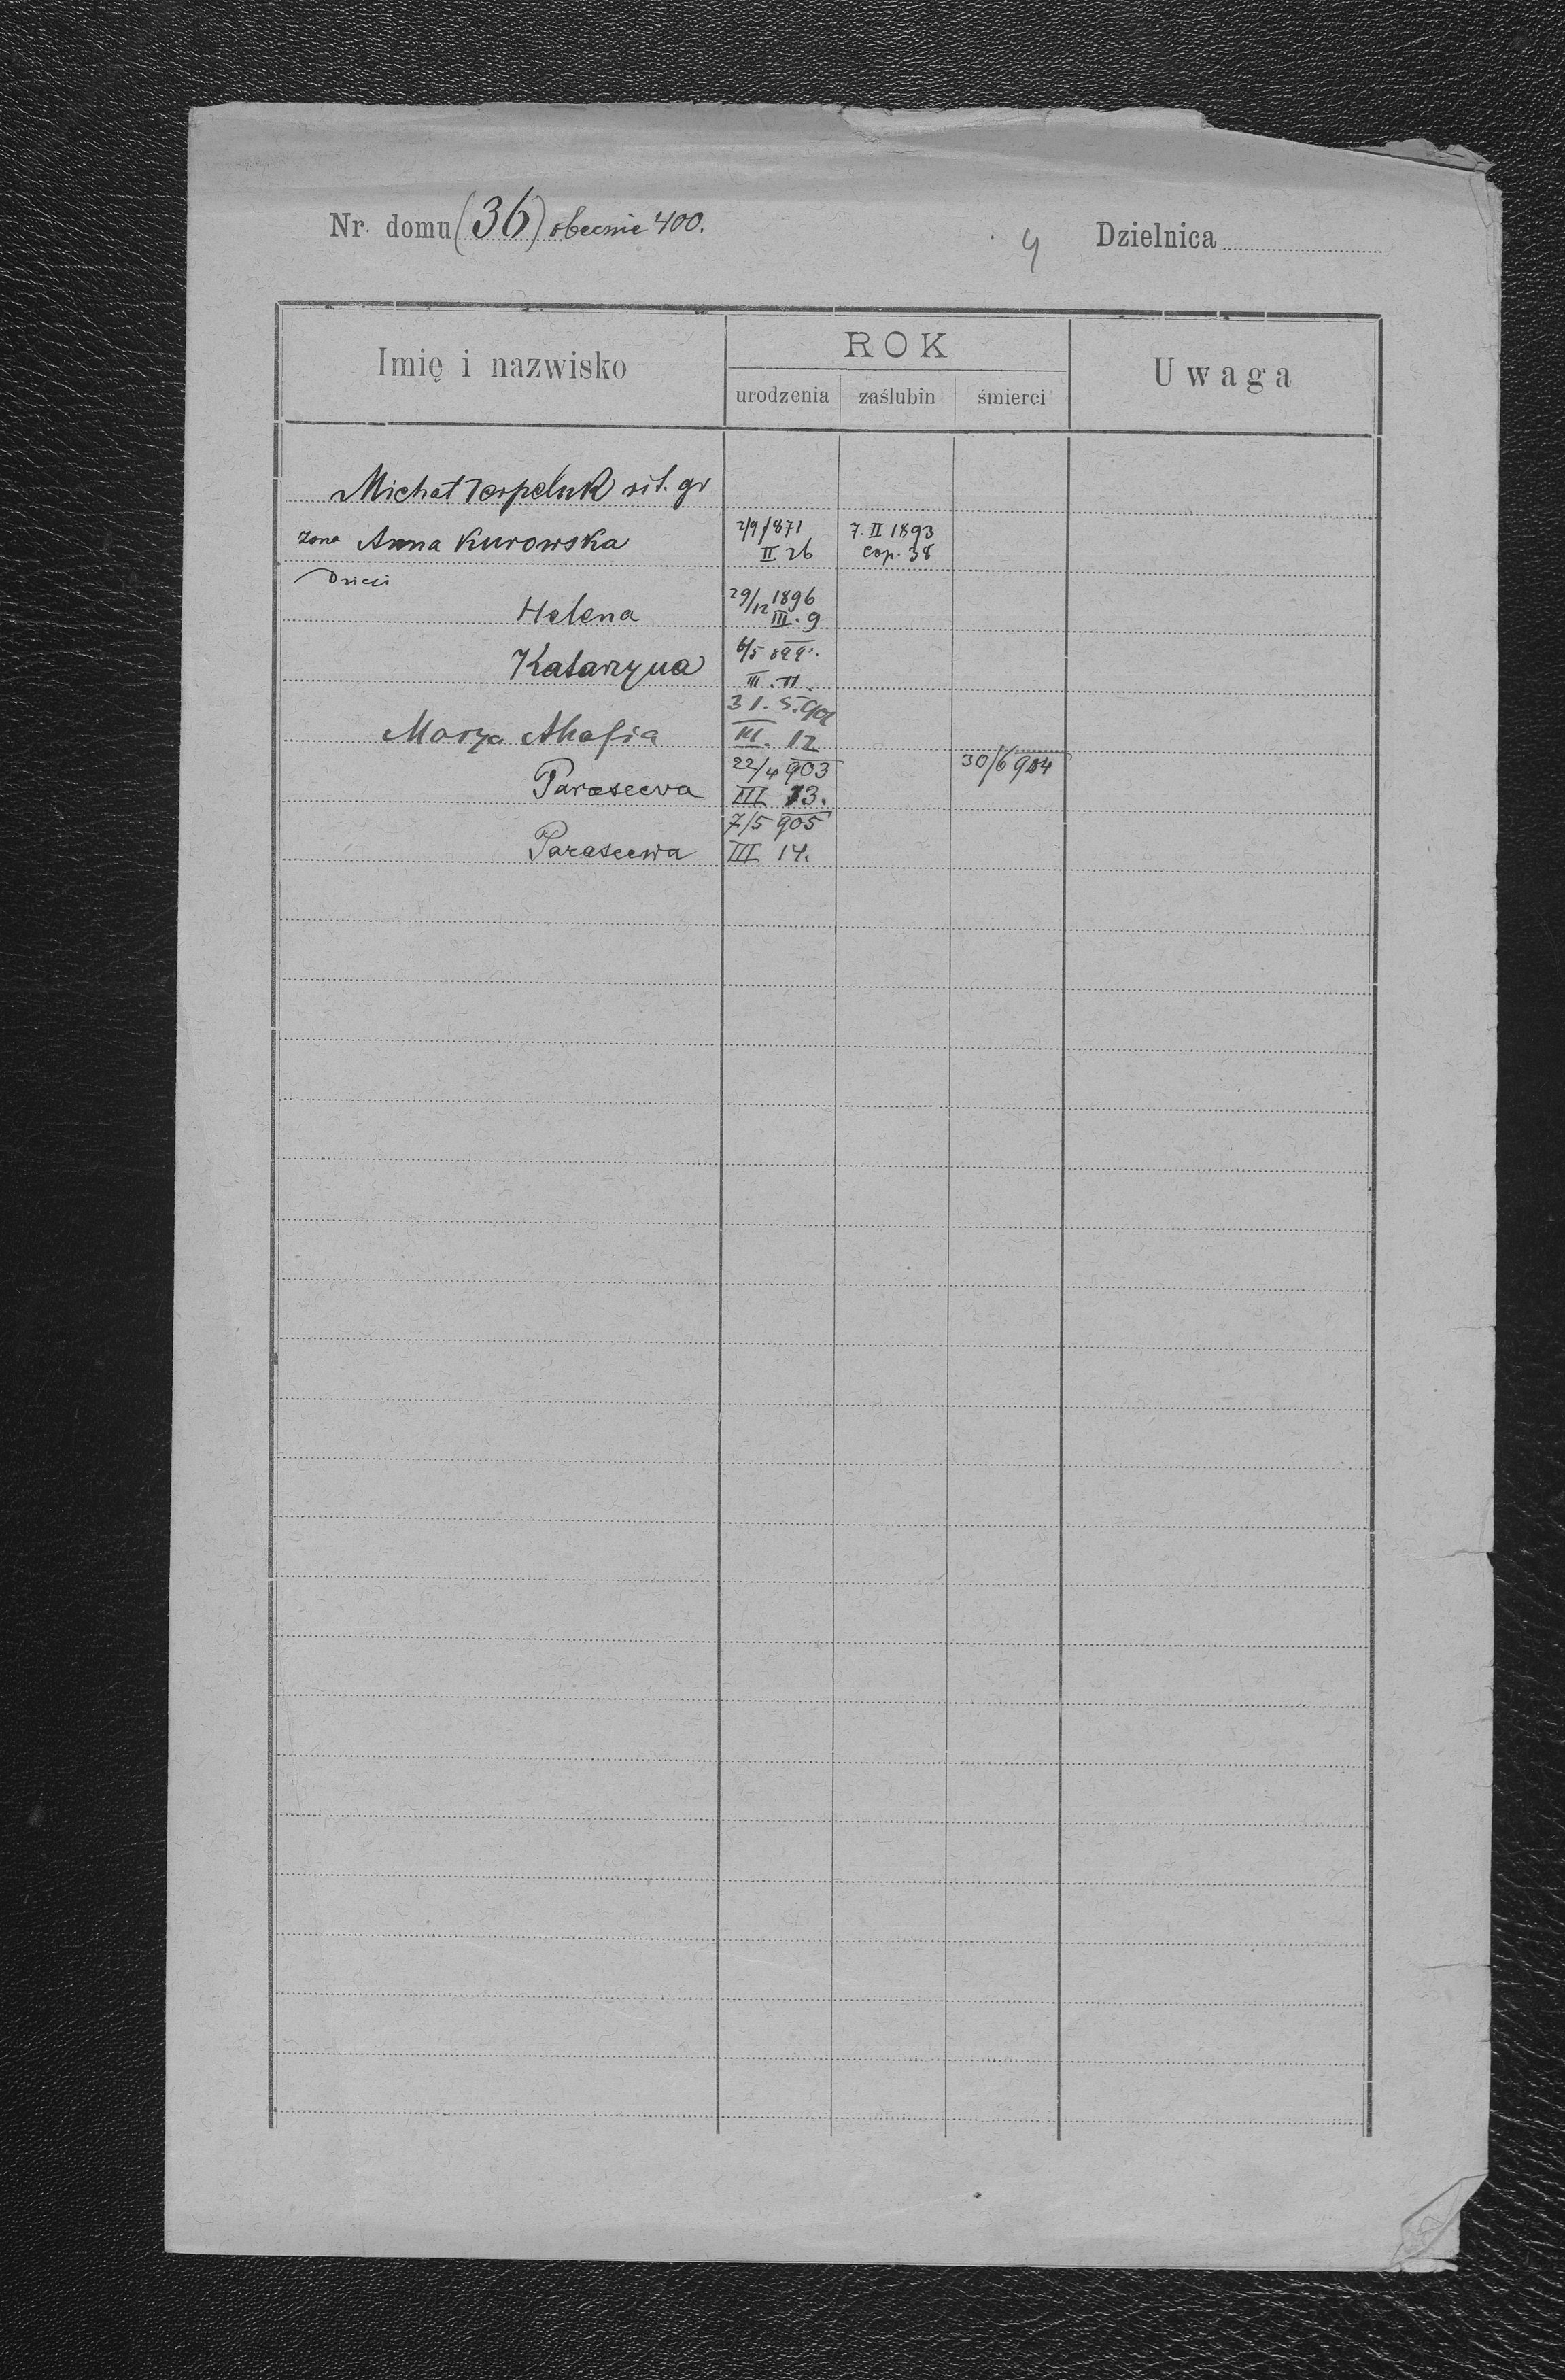 Nr. domu (36) obecnie 400.
4 Dzielnica
Imię i nazwisko
ROK
urodzenia zaślubin śmierci
Uwaga
Michał Terpeluk rit. gr
żona Anna Kurowska 2/9 871 7. II 1893
II 26 cop. 38
Dzieci
Helena 29/12 1896
III. 9
Katarzyna 6/5 899.
III. 11.
Marya Ahafia 31. 5. 901
III. 12
Parascewa 22/4 903 30/6 904
III 13.
Parascewa 7/5 905
III 14.